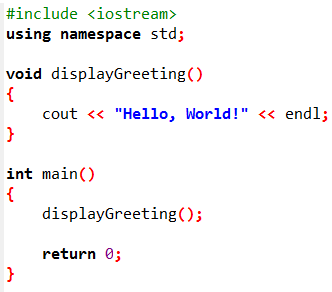 #include <iostream>
using namespace std;

void displayGreeting()
{
    cout << "Hello, World!" << endl;
}

int main()
{
    displayGreeting();

    return 0;
}